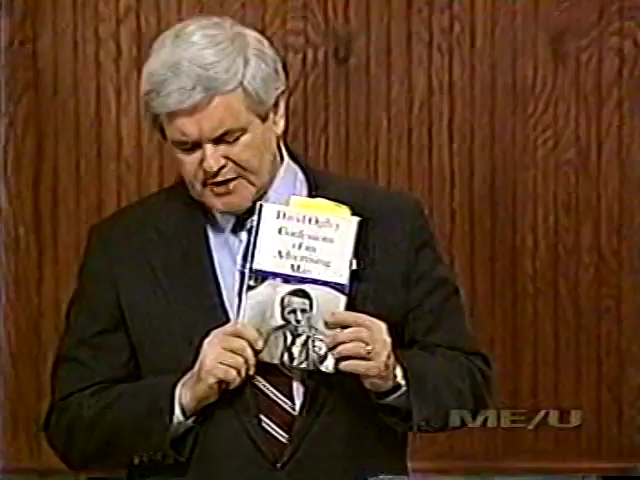 David Ogilvy
Confessions
of an
Advertising
Man
ME/U